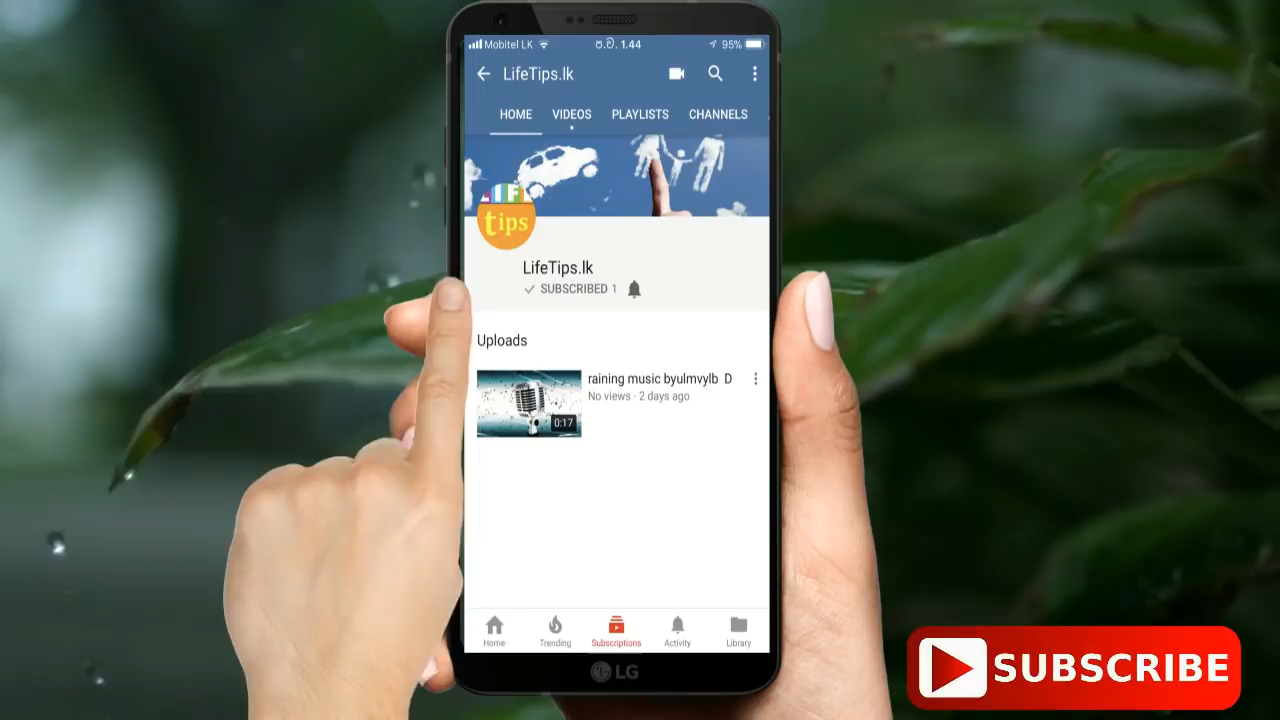 Mobitel LK
ප.ව. 1.44
95%
LifeTips.lk
HOME VIDEOS PLAYLISTS CHANNELS
LIFE
tips
LifeTips.lk
SUBSCRIBED 1
Uploads
raining music byulmvylb D
No views · 2 days ago
0:17
Home Trending Subscriptions Activity Library
LG
SUBSCRIBE